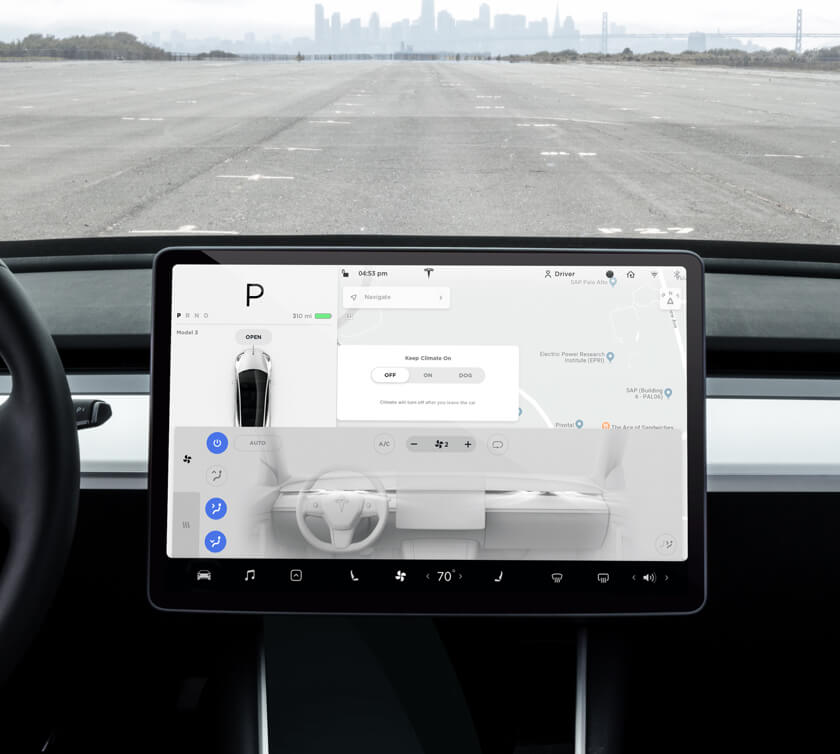 04:53 pm
Driver
P
SAP Palo Alto
Navigate
P R N D
310 mi
Model 3
OPEN
Keep Climate On
Electric Power Research
Institute (EPRI)
OFF ON DOG
SAP (Building
6 - PAL06)
Climate will turn off after you leave the car
Pivotal
The Ace of Sandwiches
AUTO
A/C
− 2 +
70°